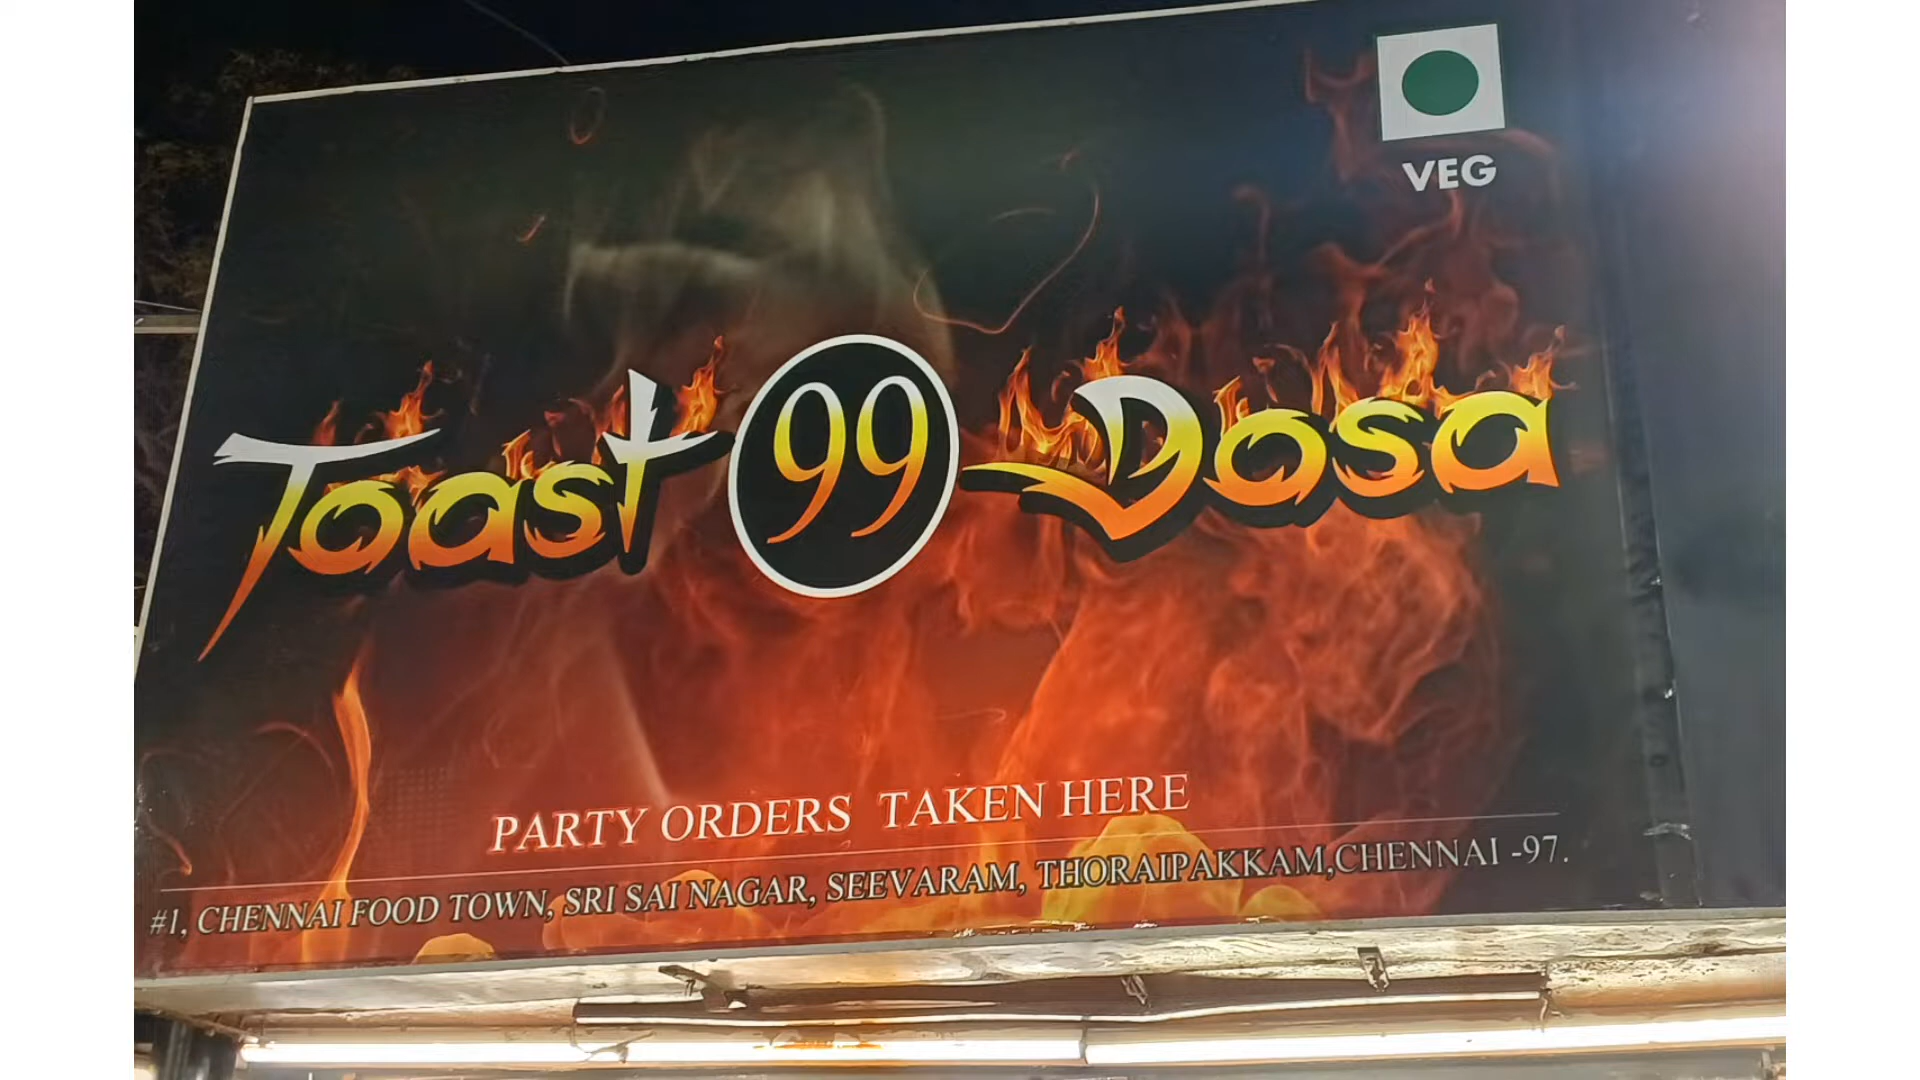 VEG
Toast 99 Dosa
PARTY ORDERS TAKEN HERE
#1, CHENNAI FOOD TOWN, SRI SAI NAGAR, SEEVARAM, THORAIPAKKAM,CHENNAI -97.